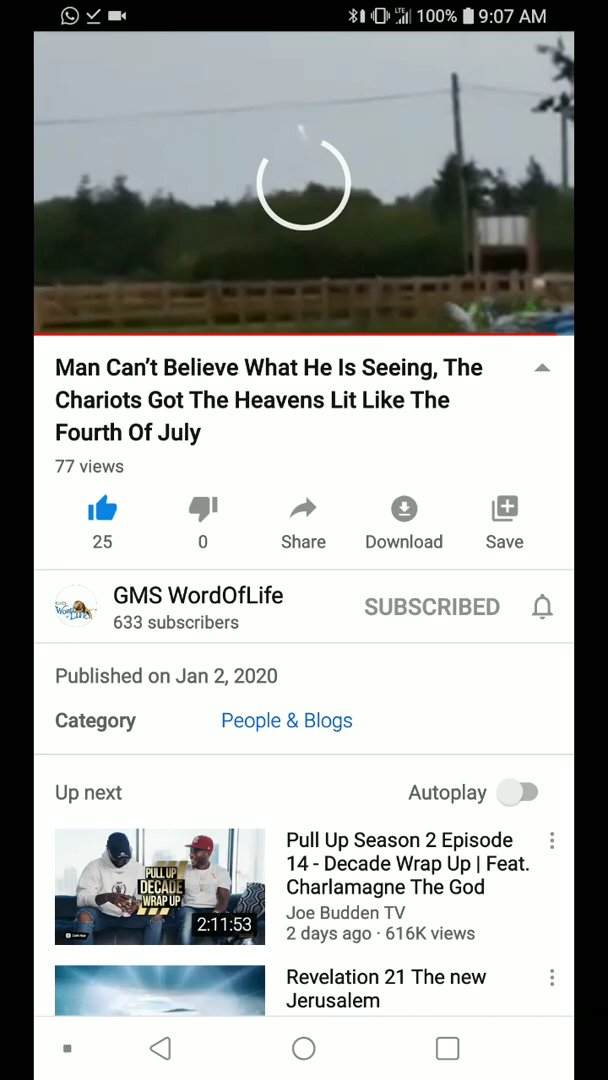 LTE 100% 9:07 AM
Man Can't Believe What He Is Seeing, The
Chariots Got The Heavens Lit Like The
Fourth Of July
77 views
25
0
Share
Download
Save
GMS WordOfLife
633 subscribers
SUBSCRIBED
Published on Jan 2, 2020
Category
People & Blogs
Up next
Autoplay
PULL UP
DECADE
WRAP UP
2:11:53
Pull Up Season 2 Episode
14 - Decade Wrap Up | Feat.
Charlamagne The God
Joe Budden TV
2 days ago · 616K views
Revelation 21 The new
Jerusalem